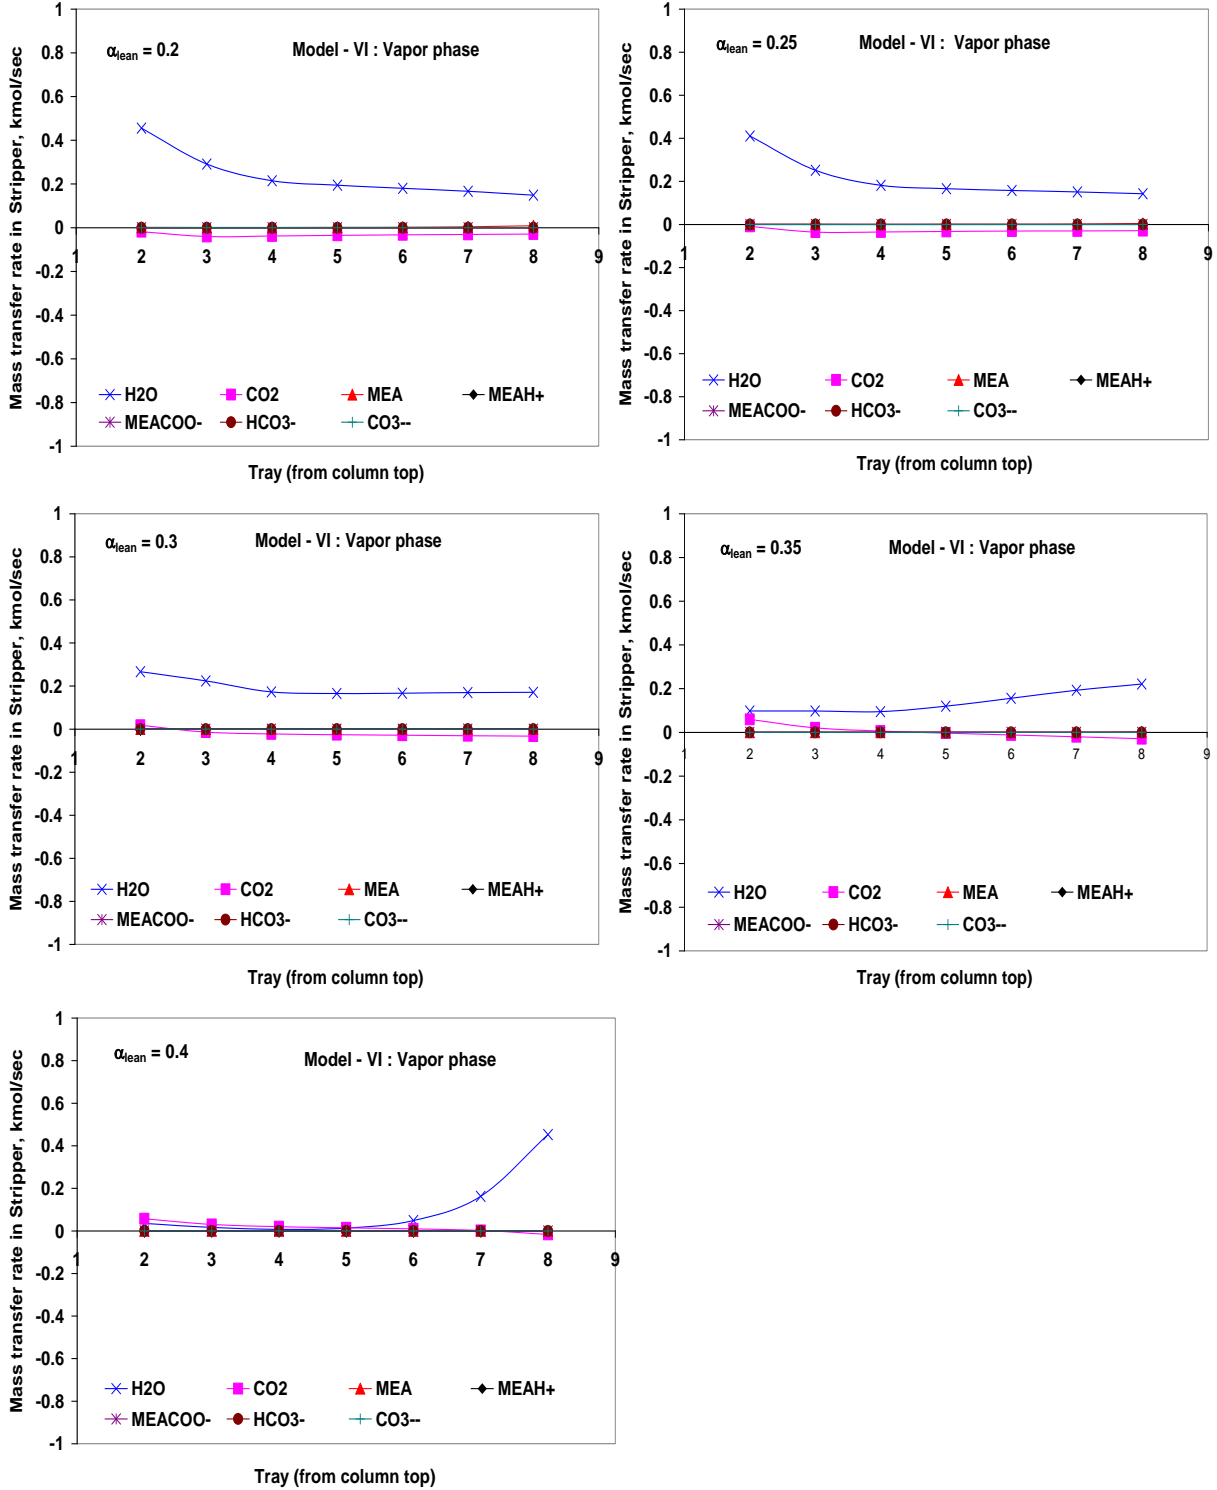 Mass transfer rate in Stripper, kmol/sec
1
0.8
0.6
0.4
0.2
0
-0.2
-0.4
-0.6
-0.8
-1
αlean = 0.2
Model - VI : Vapor phase
1 2 3 4 5 6 7 8 9
H2O CO2 MEA MEAH+
MEACOO- HCO3- CO3--
Tray (from column top)
Mass transfer rate in Stripper, kmol/sec
1
0.8
0.6
0.4
0.2
0
-0.2
-0.4
-0.6
-0.8
-1
αlean = 0.25
Model - VI : Vapor phase
1 2 3 4 5 6 7 8 9
H2O CO2 MEA MEAH+
MEACOO- HCO3- CO3--
Tray (from column top)
Mass transfer rate in Stripper, kmol/sec
1
0.8
0.6
0.4
0.2
0
-0.2
-0.4
-0.6
-0.8
-1
αlean = 0.3
Model - VI : Vapor phase
1 2 3 4 5 6 7 8 9
H2O CO2 MEA MEAH+
MEACOO- HCO3- CO3--
Tray (from column top)
Mass transfer rate in Stripper, kmol/sec
1
0.8
0.6
0.4
0.2
0
-0.2
-0.4
-0.6
-0.8
-1
αlean = 0.35
Model - VI : Vapor phase
1 2 3 4 5 6 7 8 9
H2O CO2 MEA MEAH+
MEACOO- HCO3- CO3--
Tray (from column top)
Mass transfer rate in Stripper, kmol/sec
1
0.8
0.6
0.4
0.2
0
-0.2
-0.4
-0.6
-0.8
-1
αlean = 0.4
Model - VI : Vapor phase
1 2 3 4 5 6 7 8 9
H2O CO2 MEA MEAH+
MEACOO- HCO3- CO3--
Tray (from column top)